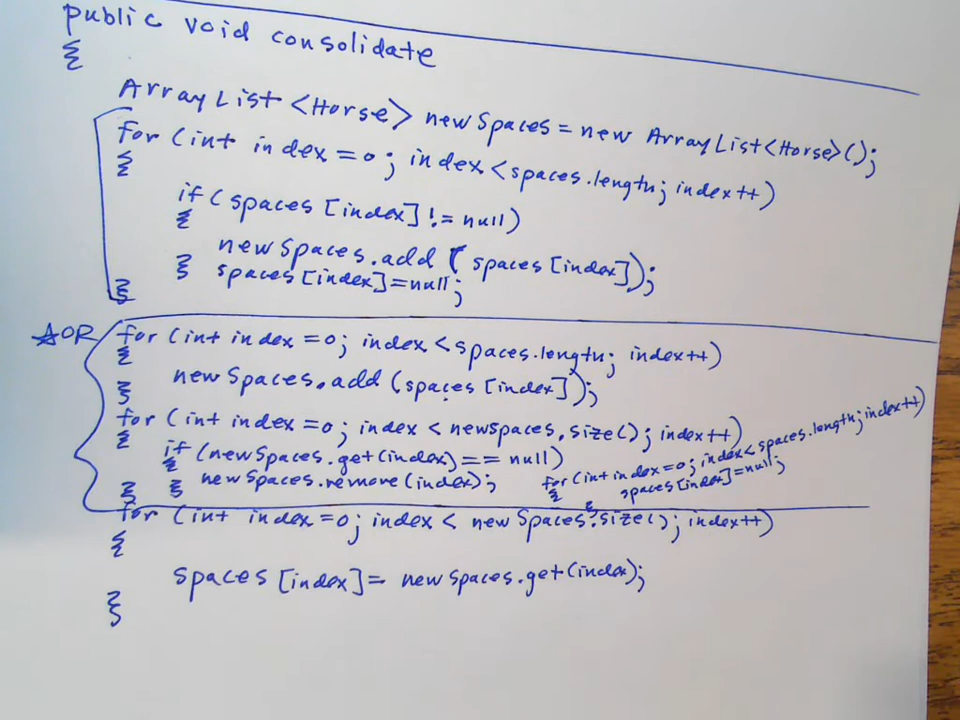 public void consolidate
{
ArrayList <Horse> newSpaces = new ArrayList<Horse>();
for (int index = 0; index < spaces.length; index++)
{
if (spaces [index] != null)
{
newSpaces.add (spaces [index]);
} spaces [index] = null;
}
☆OR for (int index = 0; index < spaces.length; index++)
{
newSpaces.add (spaces [index]);
}
for (int index = 0; index < newspaces.size(); index++)
{
if (newSpaces.get(index) == null)
{
} } newSpaces.remove (index);
for (int index = 0; index < spaces.length; index++)
{ spaces [index] = null;
}
for (int index = 0; index < newSpaces.size(); index++)
{
spaces [index] = newSpaces.get(index);
}